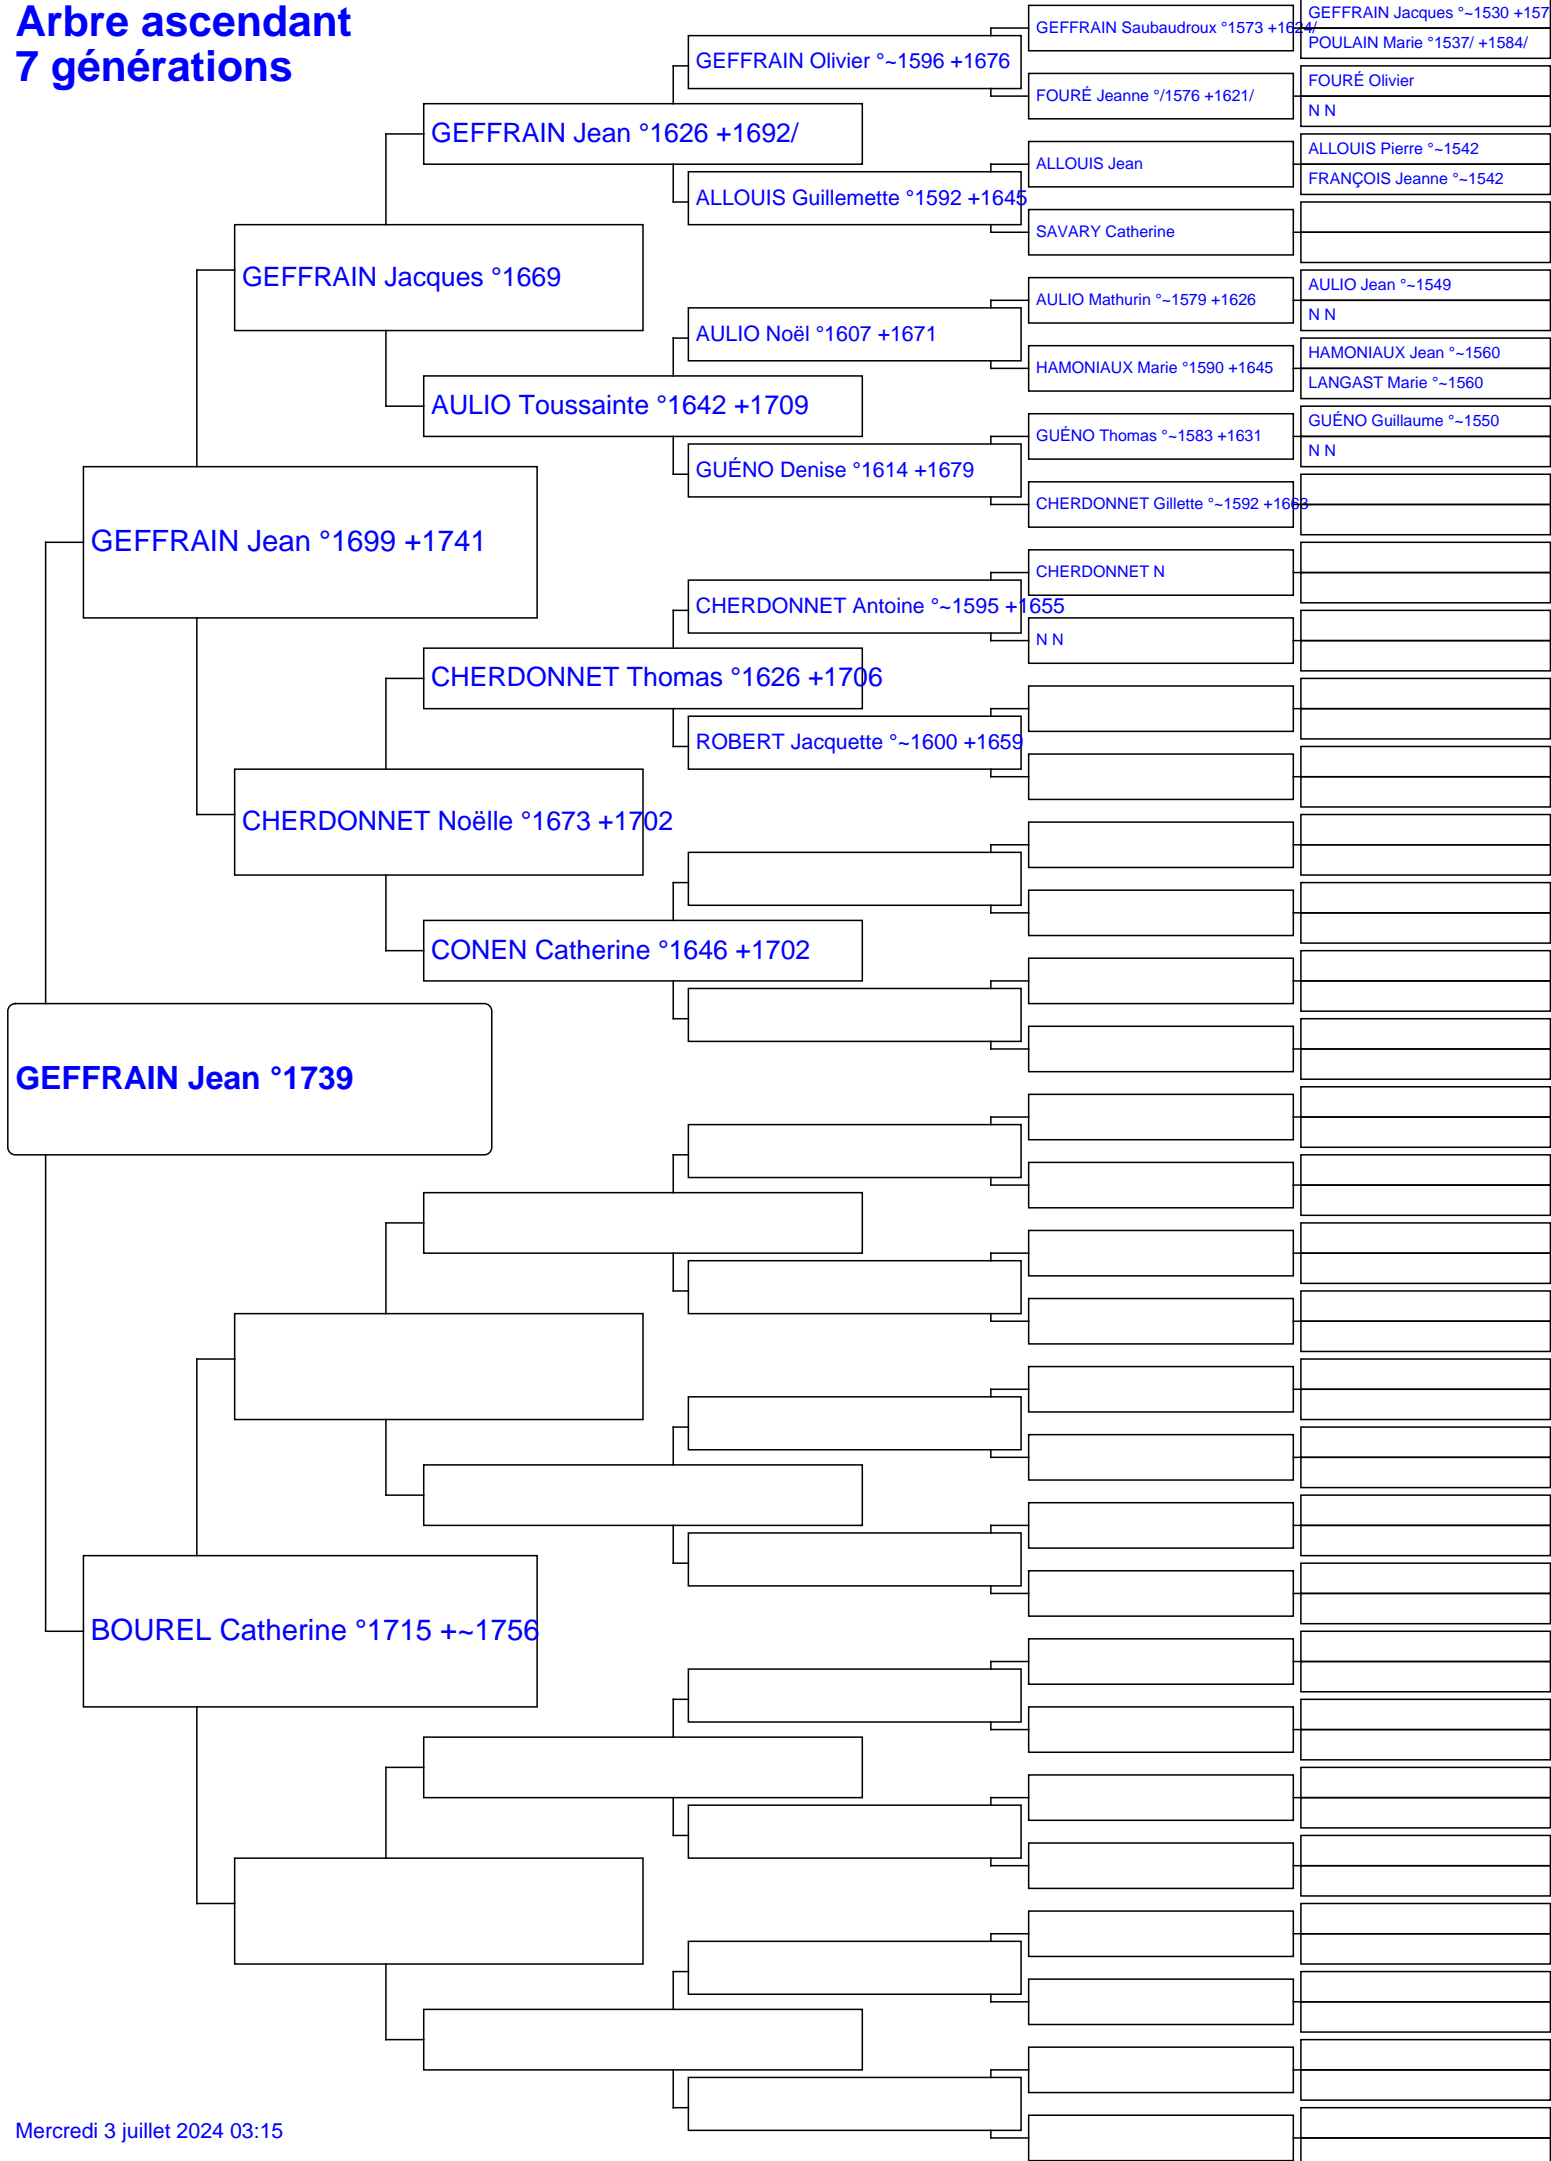 Arbre ascendant
7 générations
GEFFRAIN Jacques °~1530 +157
GEFFRAIN Saubaudroux °1573 +1624/
POULAIN Marie °1537/ +1584/
GEFFRAIN Olivier °~1596 +1676
FOURÉ Olivier
FOURÉ Jeanne °/1576 +1621/
N N
GEFFRAIN Jean °1626 +1692/
ALLOUIS Pierre °~1542
ALLOUIS Jean
FRANÇOIS Jeanne °~1542
ALLOUIS Guillemette °1592 +1645
SAVARY Catherine
GEFFRAIN Jacques °1669
AULIO Jean °~1549
AULIO Mathurin °~1579 +1626
N N
AULIO Noël °1607 +1671
HAMONIAUX Jean °~1560
HAMONIAUX Marie °1590 +1645
LANGAST Marie °~1560
AULIO Toussainte °1642 +1709
GUÉNO Guillaume °~1550
GUÉNO Thomas °~1583 +1631
N N
GUÉNO Denise °1614 +1679
CHERDONNET Gillette °~1592 +1663
GEFFRAIN Jean °1699 +1741
CHERDONNET N
CHERDONNET Antoine °~1595 +1655
N N
CHERDONNET Thomas °1626 +1706
ROBERT Jacquette °~1600 +1659
CHERDONNET Noëlle °1673 +1702
CONEN Catherine °1646 +1702
GEFFRAIN Jean °1739
BOUREL Catherine °1715 +~1756
Mercredi 3 juillet 2024 03:15